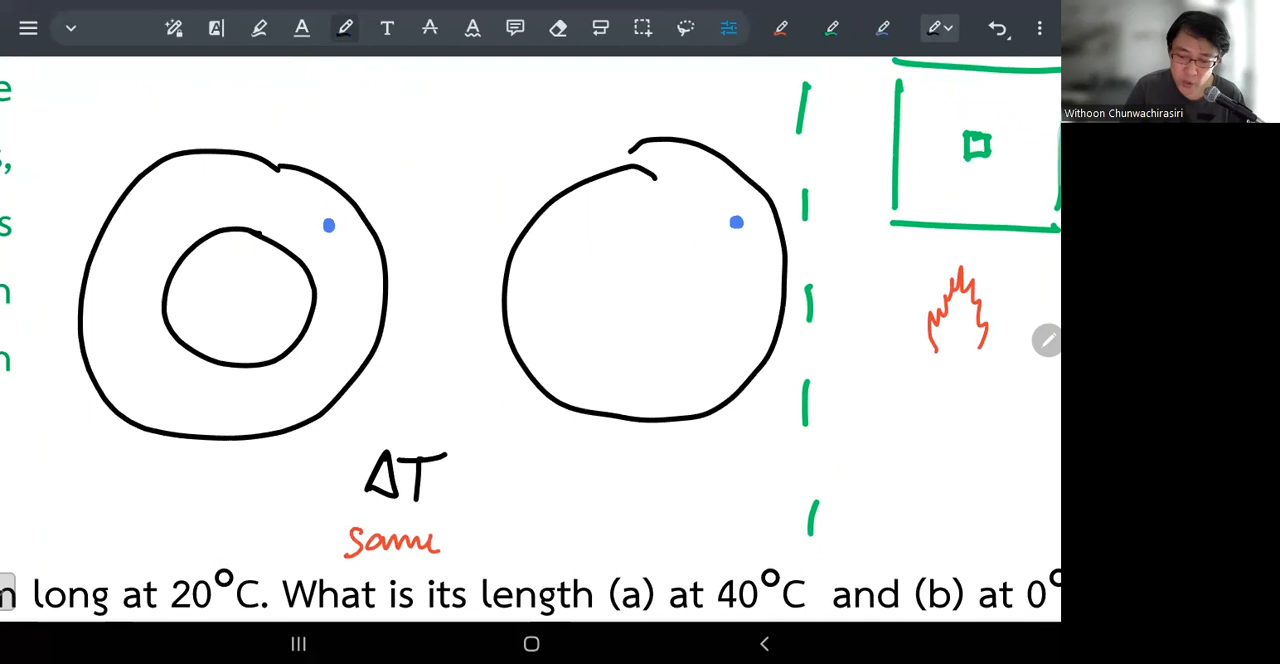 Withoon Chunwachirasiri
e
s,
s
n
n
ΔT
same
long at 20°C. What is its length (a) at 40°C and (b) at 0°